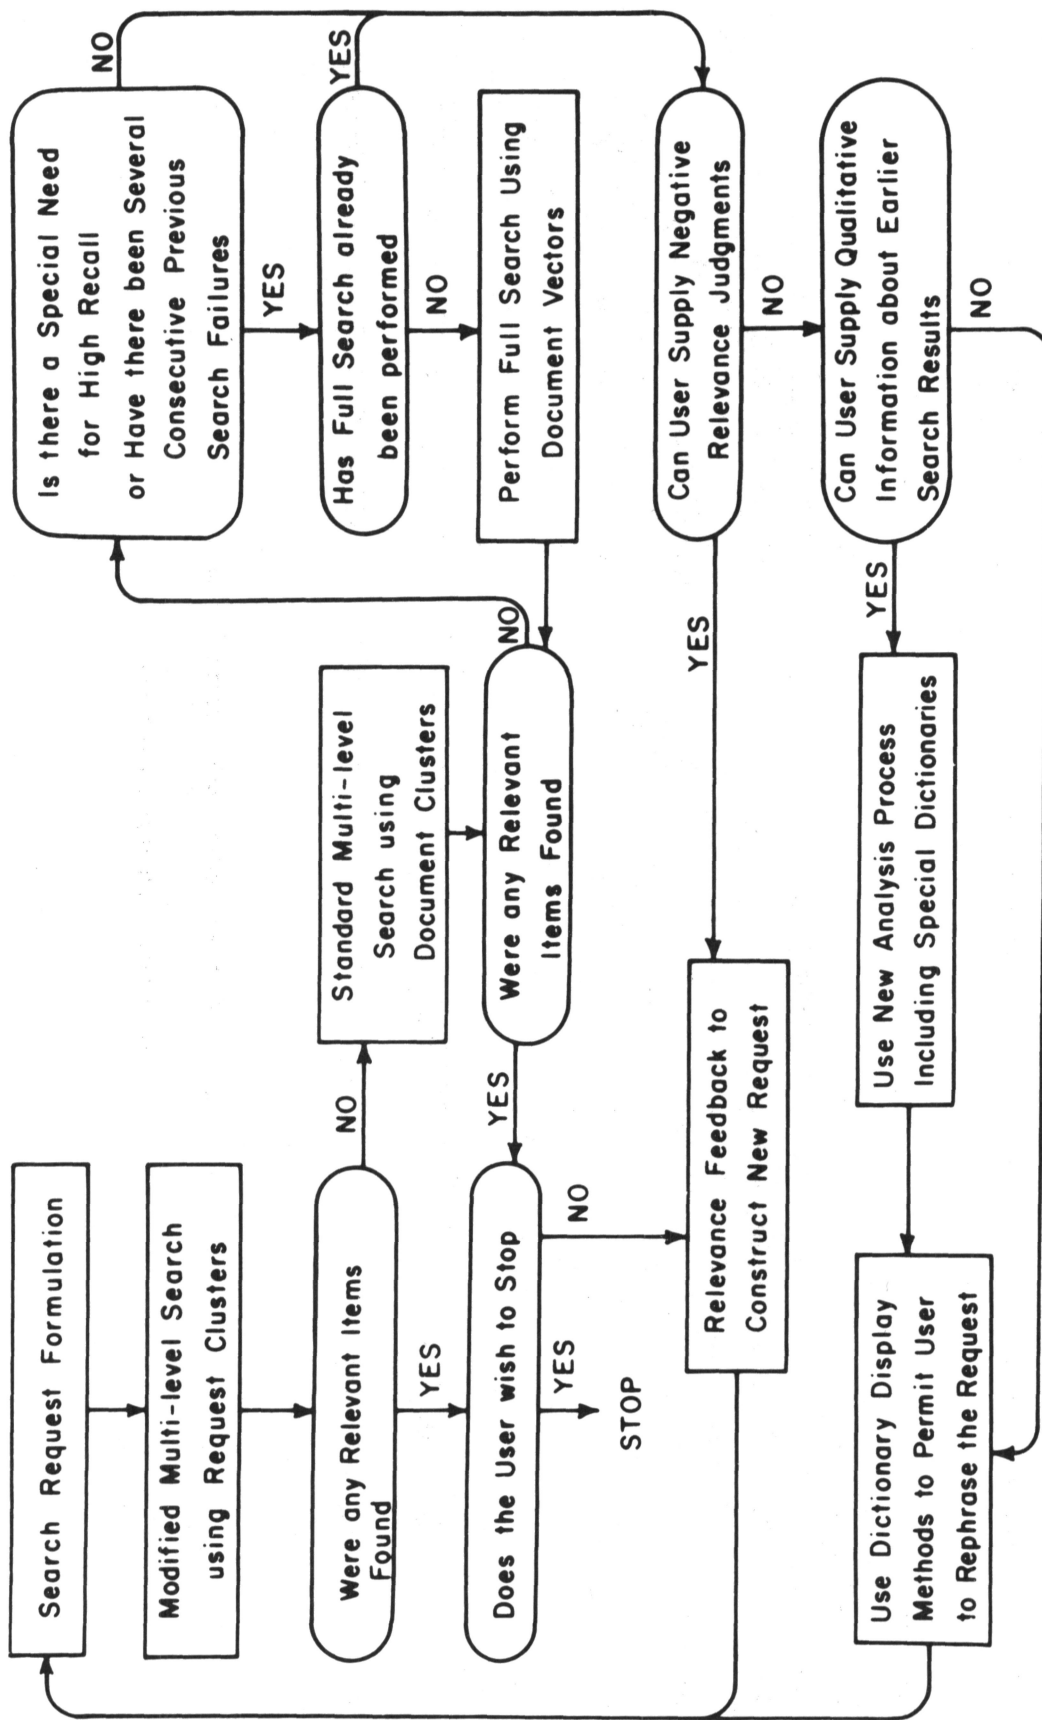 Search Request Formulation
Modified Multi-level Search
using Request Clusters
Were any Relevant Items
Found
NO
YES
Does the User wish to Stop
YES
STOP
NO
Standard Multi-level
Search using
Document Clusters
Were any Relevant
Items Found
YES
NO
Is there a Special Need
for High Recall
or Have there been Several
Consecutive Previous
Search Failures
NO
YES
Has Full Search already
been performed
YES
NO
Perform Full Search Using
Document Vectors
Can User Supply Negative
Relevance Judgments
YES
NO
Relevance Feedback to
Construct New Request
Can User Supply Qualitative
Information about Earlier
Search Results
YES
NO
Use New Analysis Process
Including Special Dictionaries
Use Dictionary Display
Methods to Permit User
to Rephrase the Request